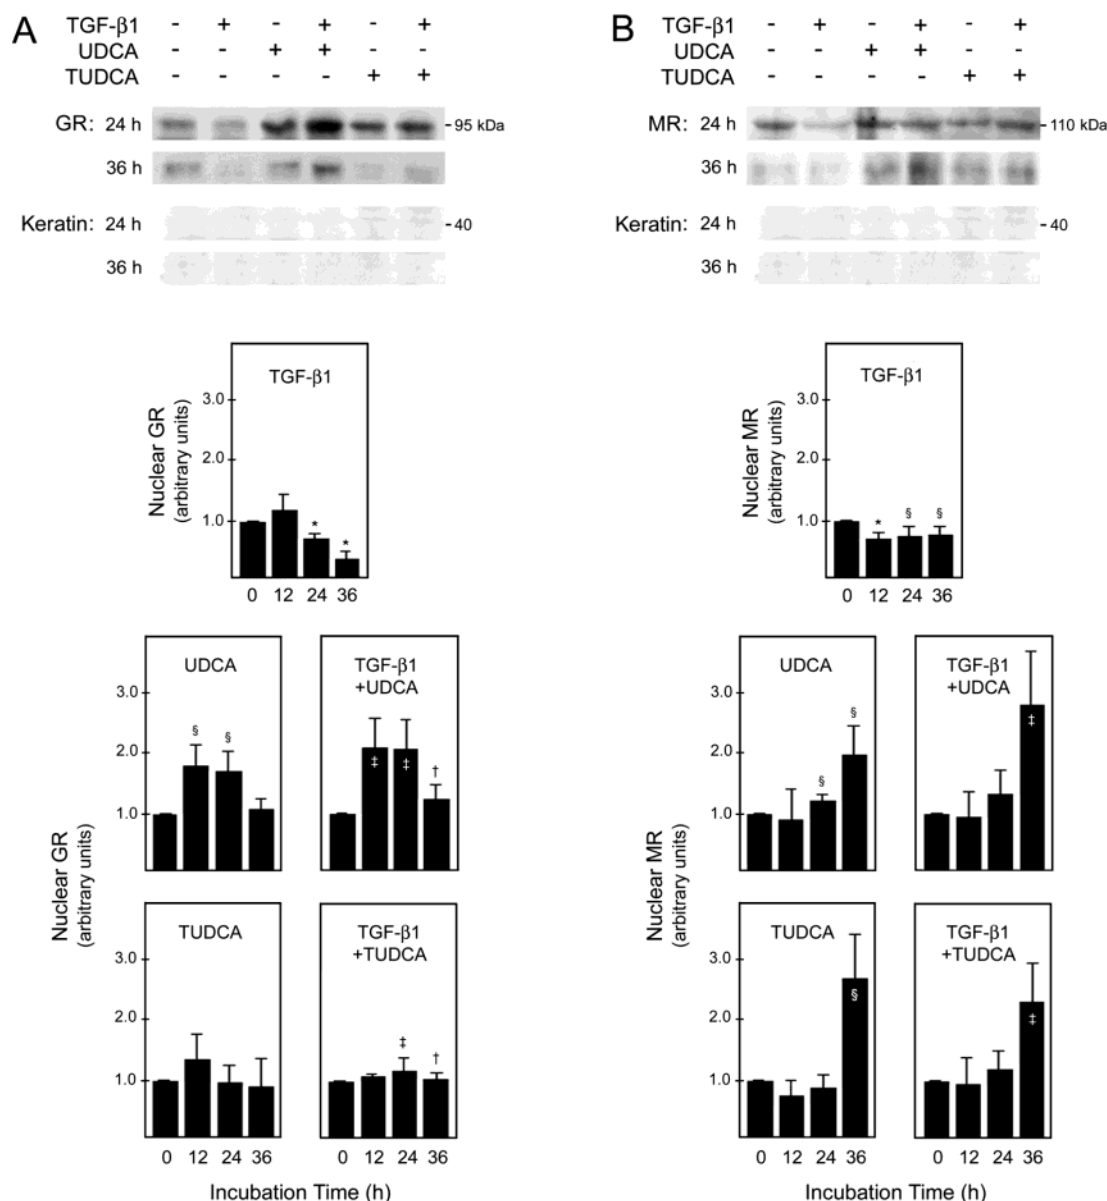 A
TGF-β1 - + - + - +
UDCA - - + + - -
TUDCA - - - - + +
GR: 24 h - 95 kDa
36 h
Keratin: 24 h - 40
36 h
Nuclear GR
(arbitrary units)
TGF-β1
3.0
2.0
1.0
* *
0 12 24 36
Nuclear GR
(arbitrary units)
UDCA
3.0
2.0
1.0
§ §
TGF-β1
+UDCA
‡ ‡ †
TUDCA
3.0
2.0
1.0
0 12 24 36
TGF-β1
+TUDCA
‡ †
0 12 24 36
Incubation Time (h)
B
TGF-β1 - + - + - +
UDCA - - + + - -
TUDCA - - - - + +
MR: 24 h - 110 kDa
36 h
Keratin: 24 h - 40
36 h
Nuclear MR
(arbitrary units)
TGF-β1
3.0
2.0
1.0
* § §
0 12 24 36
Nuclear MR
(arbitrary units)
UDCA
3.0
2.0
1.0
§ §
TGF-β1
+UDCA
‡
TUDCA
3.0
2.0
1.0
§
0 12 24 36
TGF-β1
+TUDCA
‡
0 12 24 36
Incubation Time (h)